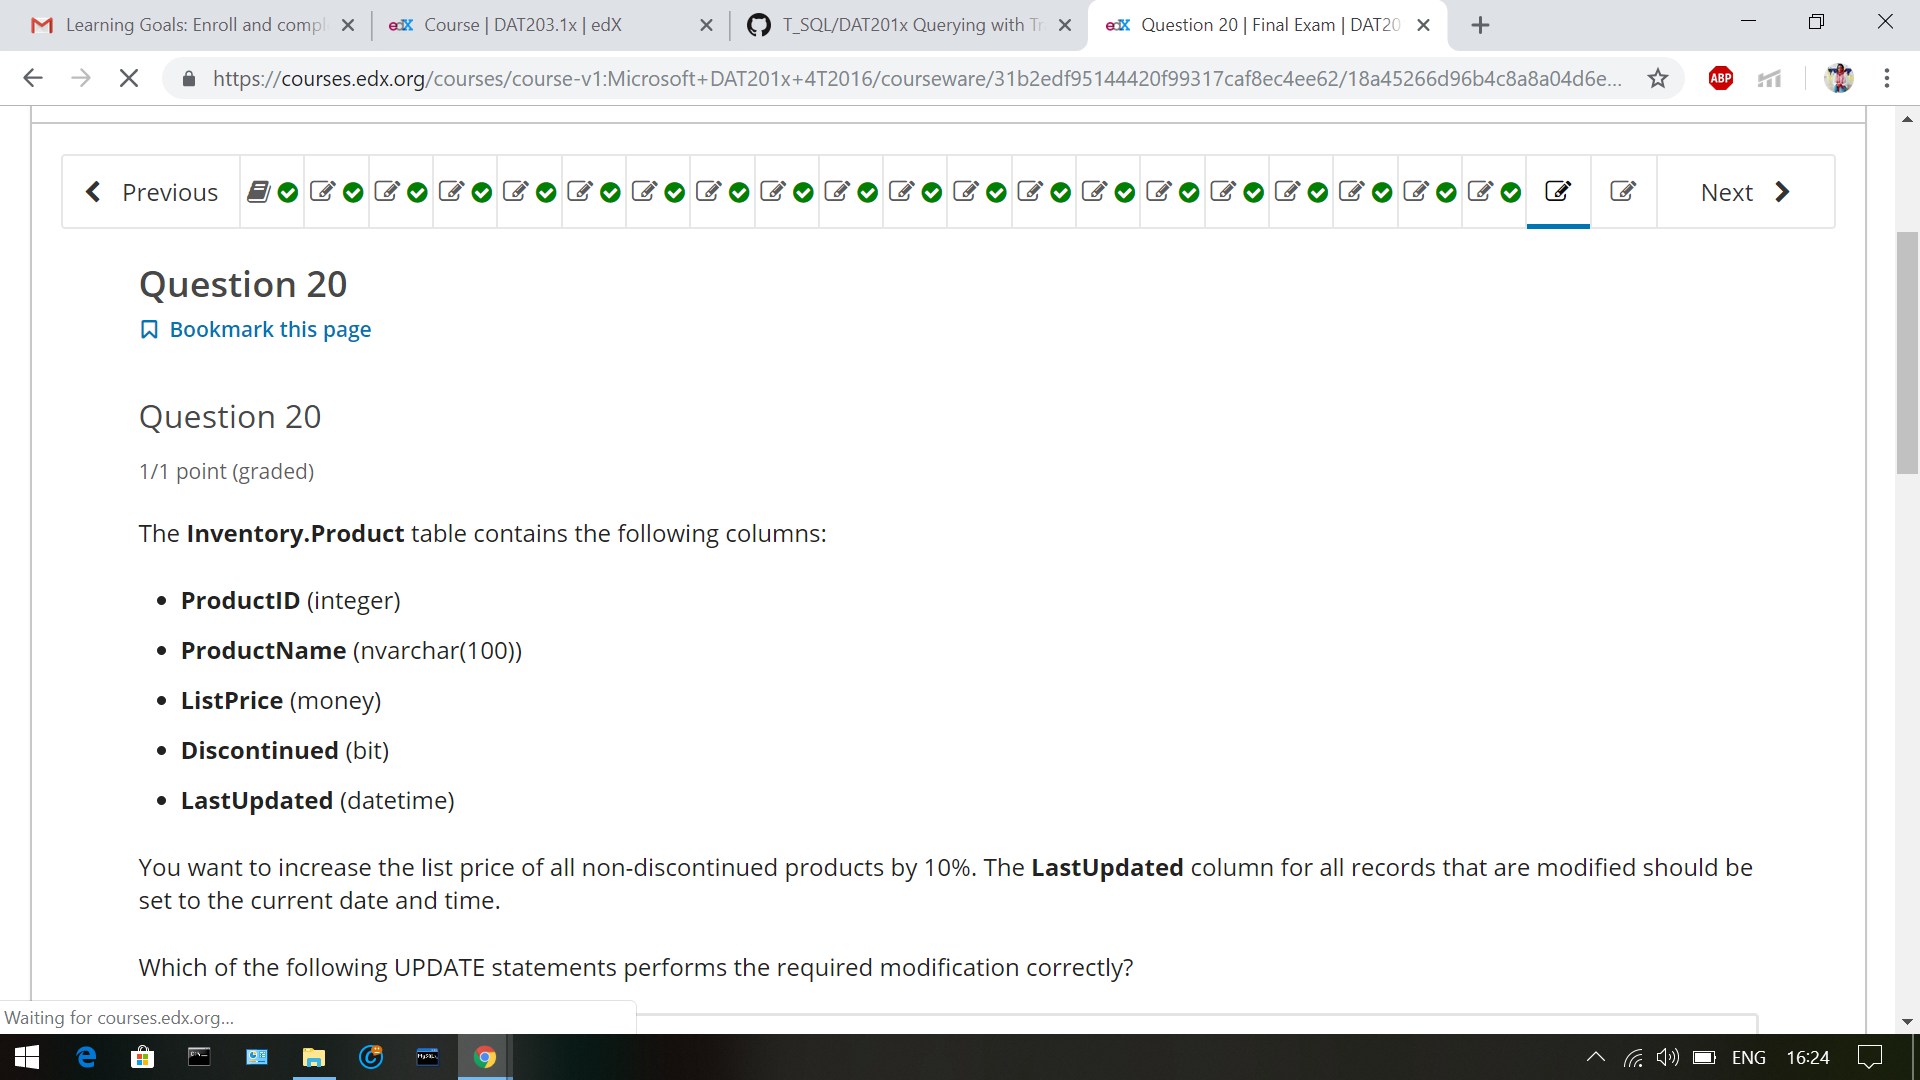 Learning Goals: Enroll and compl
edX Course | DAT203.1x | edX
T_SQL/DAT201x Querying with Tr
edX Question 20 | Final Exam | DAT20
https://courses.edx.org/courses/course-v1:Microsoft+DAT201x+4T2016/courseware/31b2edf95144420f99317caf8ec4ee62/18a45266d96b4c8a8a04d6e...
ABP
Previous
Next
Question 20
Bookmark this page
Question 20
1/1 point (graded)
The Inventory.Product table contains the following columns:
• ProductID (integer)
• ProductName (nvarchar(100))
• ListPrice (money)
• Discontinued (bit)
• LastUpdated (datetime)
You want to increase the list price of all non-discontinued products by 10%. The LastUpdated column for all records that are modified should be
set to the current date and time.
Which of the following UPDATE statements performs the required modification correctly?
Waiting for courses.edx.org...
ENG
16:24